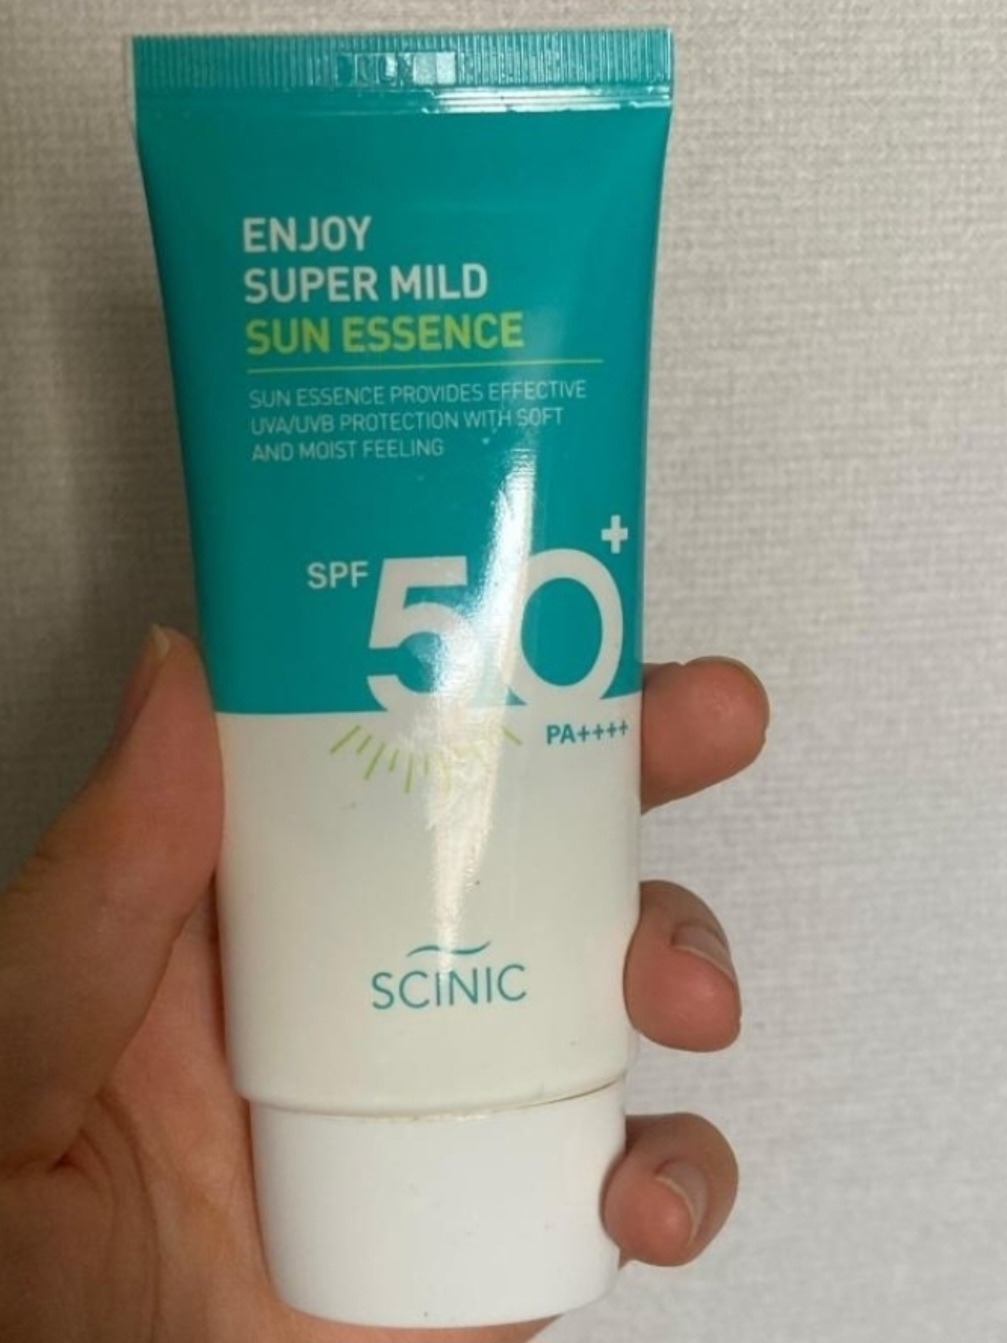 ENJOY
SUPER MILD
SUN ESSENCE
SUN ESSENCE PROVIDES EFFECTIVE
UVA/UVB PROTECTION WITH SOFT
AND MOIST FEELING
SPF 50+
PA++++
SCINIC